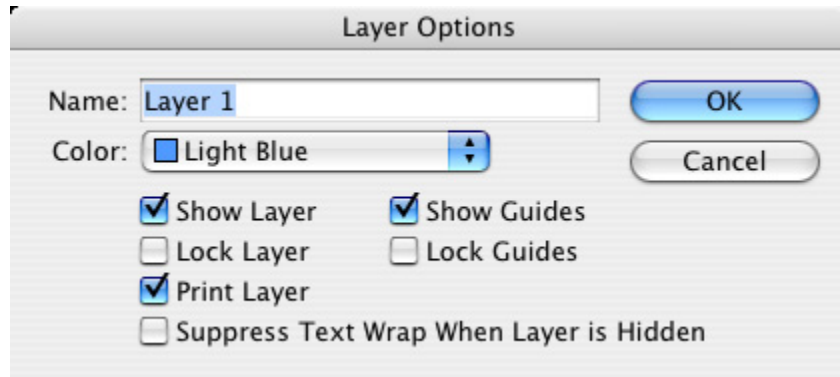 Layer Options
Name: Layer 1 OK
Color: Light Blue Cancel
Show Layer Show Guides
Lock Layer Lock Guides
Print Layer
Suppress Text Wrap When Layer is Hidden